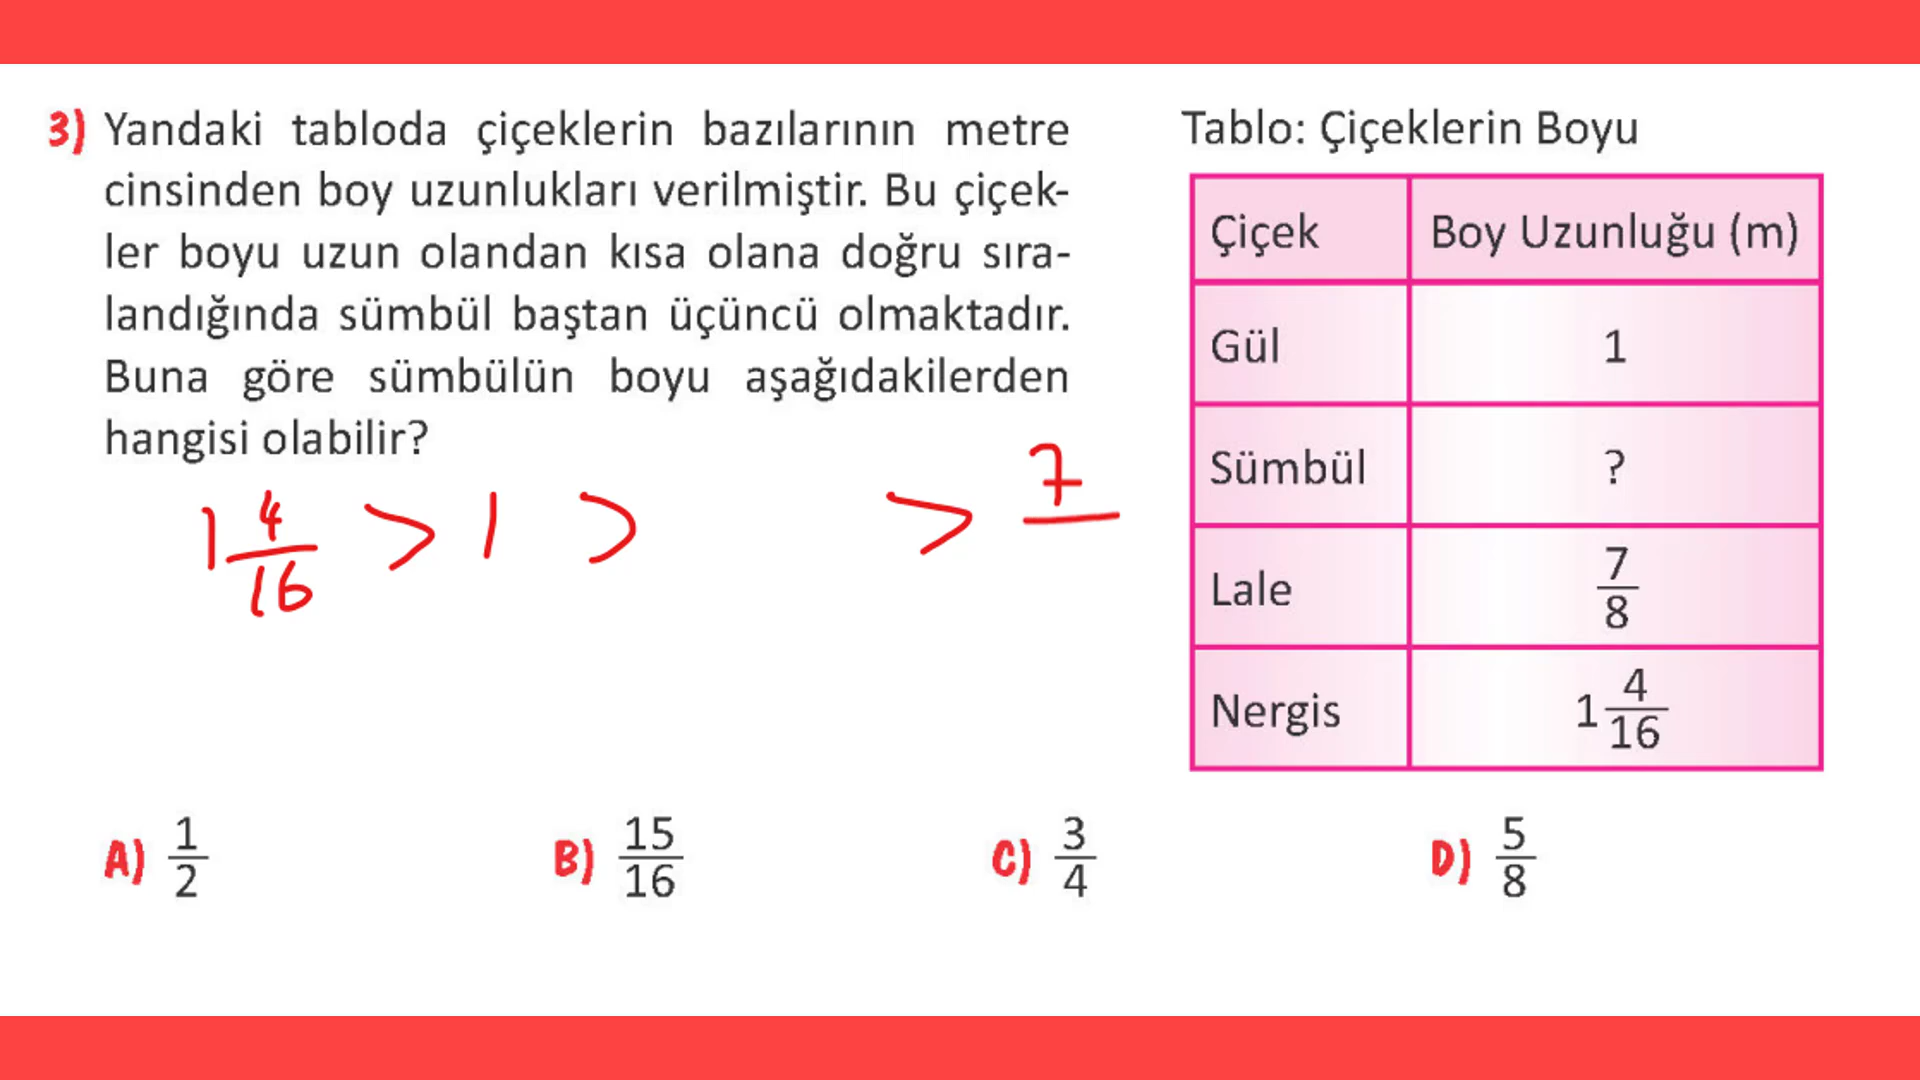 3) Yandaki tabloda çiçeklerin bazılarının metre
cinsinden boy uzunlukları verilmiştir. Bu çiçek-
ler boyu uzun olandan kısa olana doğru sıra-
landığında sümbül baştan üçüncü olmaktadır.
Buna göre sümbülün boyu aşağıdakilerden
hangisi olabilir?
1 4/16 > 1 > > 7
Tablo: Çiçeklerin Boyu
Çiçek Boy Uzunluğu (m)
Gül 1
Sümbül ?
Lale 7/8
Nergis 1 4/16
A) 1/2 B) 15/16 C) 3/4 D) 5/8